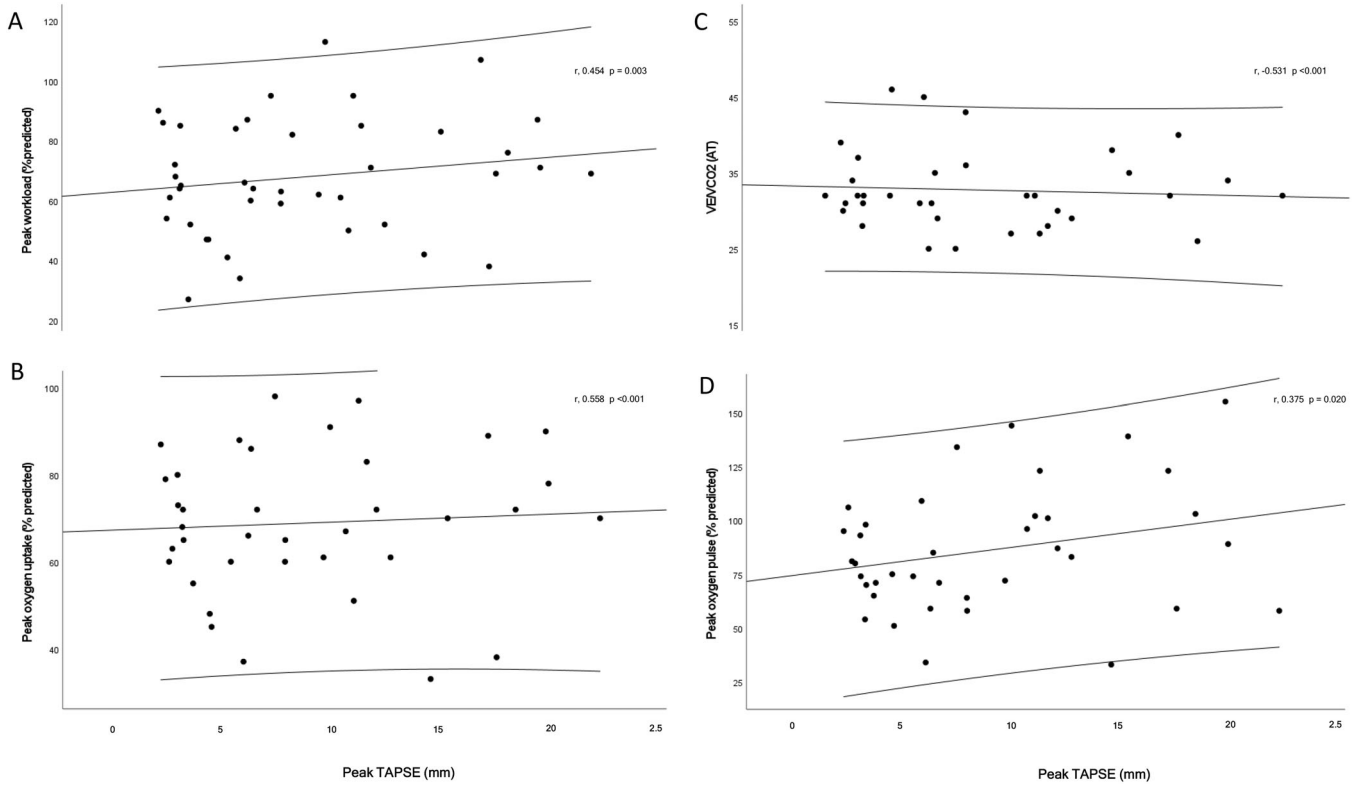 A
120
100
80
60
40
20
Peak workload (%predicted)
r, 0.454 p = 0.003
B
100
80
60
40
Peak oxygen uptake (% predicted)
r, 0.558 p <0.001
0 5 10 15 20 2.5
Peak TAPSE (mm)
C
55
45
35
25
15
VE/VCO2 (AT)
r, -0.531 p <0.001
D
150
125
100
75
50
25
Peak oxygen pulse (% predicted)
r, 0.375 p = 0.020
0 5 10 15 20 2.5
Peak TAPSE (mm)